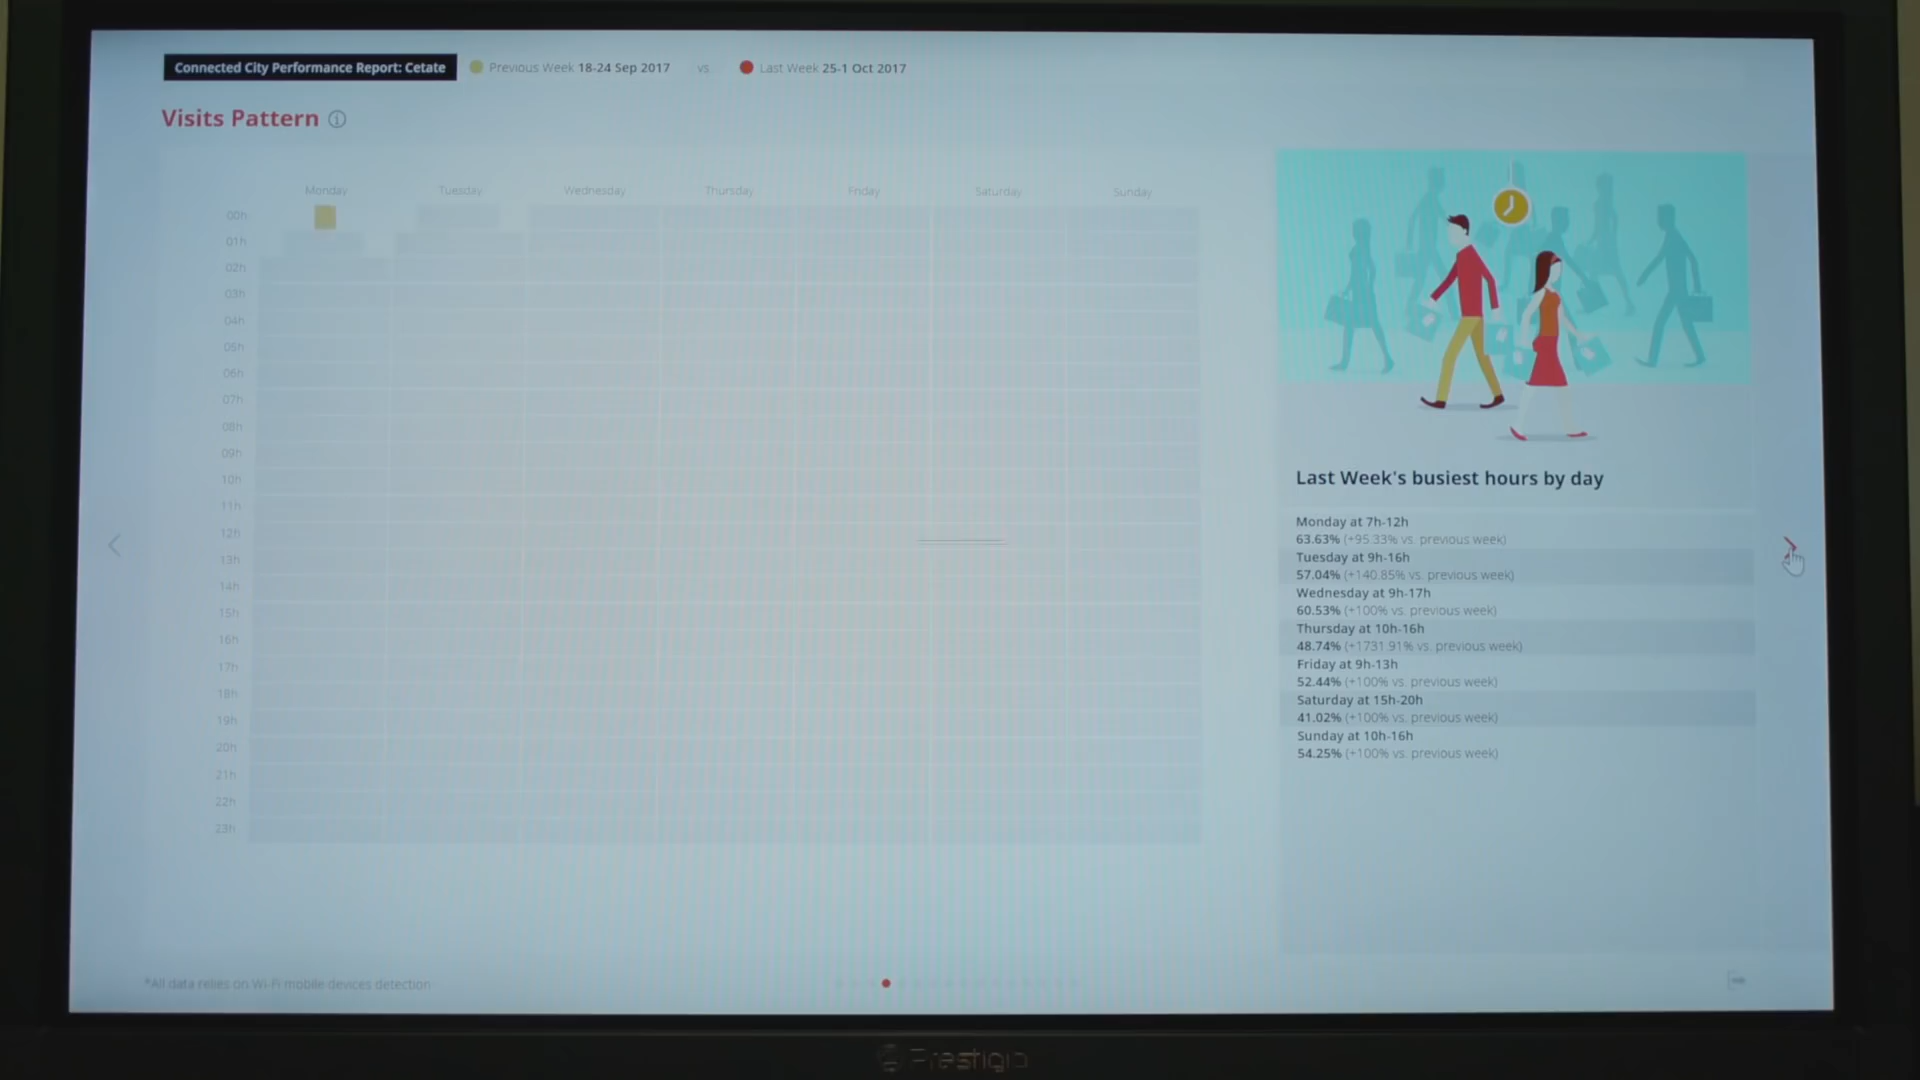 Connected City Performance Report: Cetate
Previous Week 18-24 Sep 2017 vs Last Week 25-1 Oct 2017
Visits Pattern
Monday Tuesday Wednesday Thursday Friday Saturday Sunday
00h
01h
02h
03h
04h
05h
06h
07h
08h
09h
10h
11h
12h
13h
14h
15h
16h
17h
18h
19h
20h
21h
22h
23h
Last Week's busiest hours by day
Monday at 7h-12h
63.63% (+95.33% vs. previous week)
Tuesday at 9h-16h
57.04% (+140.85% vs. previous week)
Wednesday at 9h-17h
60.53% (+100% vs. previous week)
Thursday at 10h-16h
48.74% (+1731.91% vs. previous week)
Friday at 9h-13h
52.44% (+100% vs. previous week)
Saturday at 15h-20h
41.02% (+100% vs. previous week)
Sunday at 10h-16h
54.25% (+100% vs. previous week)
*All data relies on Wi-Fi mobile devices detection
Prestigio